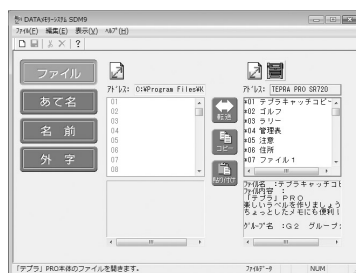 DATAﾒﾓﾘｰｼｽﾃﾑ SDM9
ﾌｧｲﾙ(F) 編集(E) 表示(V) ﾍﾙﾌﾟ(H)
ファイル
あて名
名 前
外 字
ｱﾄﾞﾚｽ: C:¥Program Files¥K
01
02
03
04
05
06
07
08
転送
コピー
貼り付け
ｱﾄﾞﾚｽ: TEPRA PRO SR720
*01 テプラキャッチコピー
*02 ゴルフ
*03 ラリー
*04 管理表
*05 注意
*06 住所
*07 ファイル1
ﾌｧｲﾙ名 :テプラキャッチコピ
ﾌｧｲﾙ内容 :
「テプラ」PRO
楽しいラベルを作りましょう
ちょっとしたメモにも便利!
ｸﾞﾙｰﾌﾟ名 :G2 グループ:
「テプラ」PRO本体のファイルを開きます。
ﾌｧｲﾙﾃﾞｰﾀ
NUM